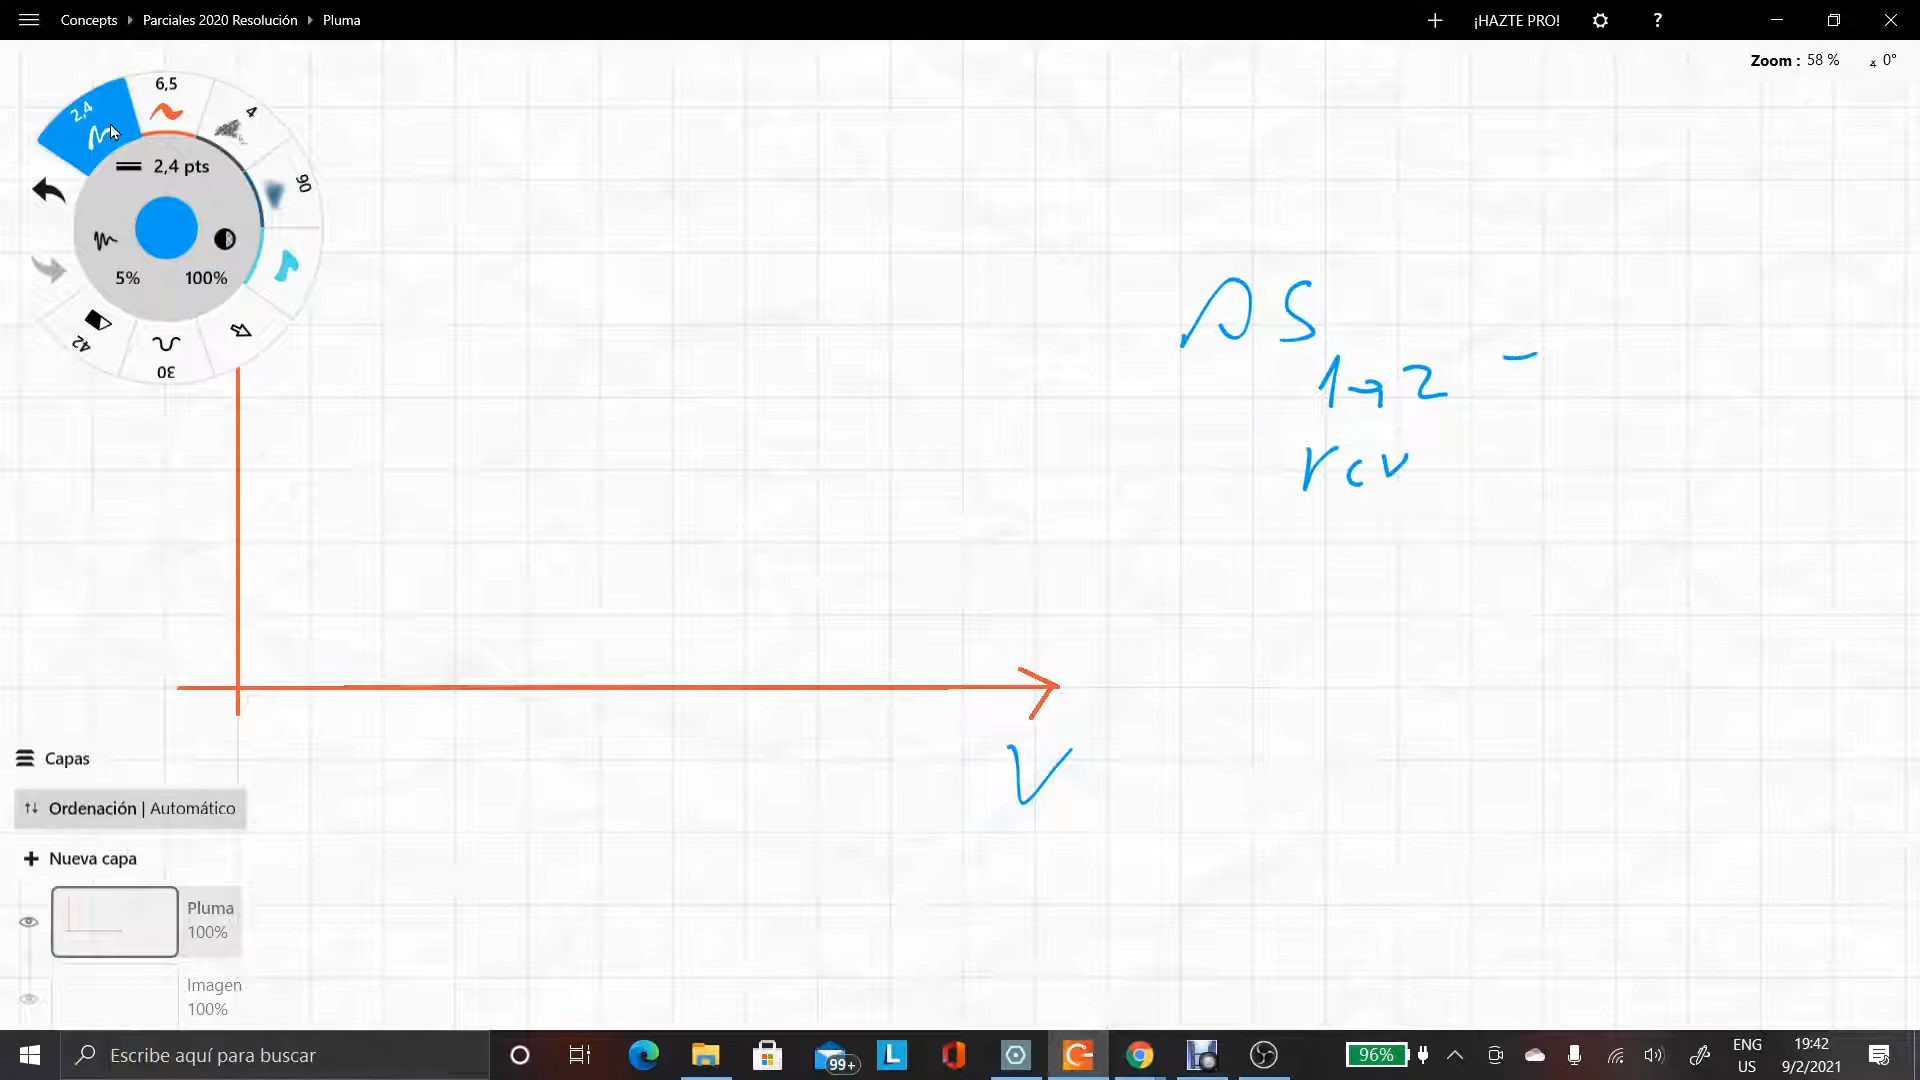 Concepts Parciales 2020 Resolución Pluma
¡HAZTE PRO! ?
Zoom : 58 % 0°
6,5
2,4
4
2,4 pts
90
5% 100%
42
30
ΔS
1→2 =
rev
V
Capas
Ordenación | Automático
Nueva capa
Pluma
100%
Imagen
100%
Escribe aquí para buscar
99+
L
96%
ENG
US
19:42
9/2/2021